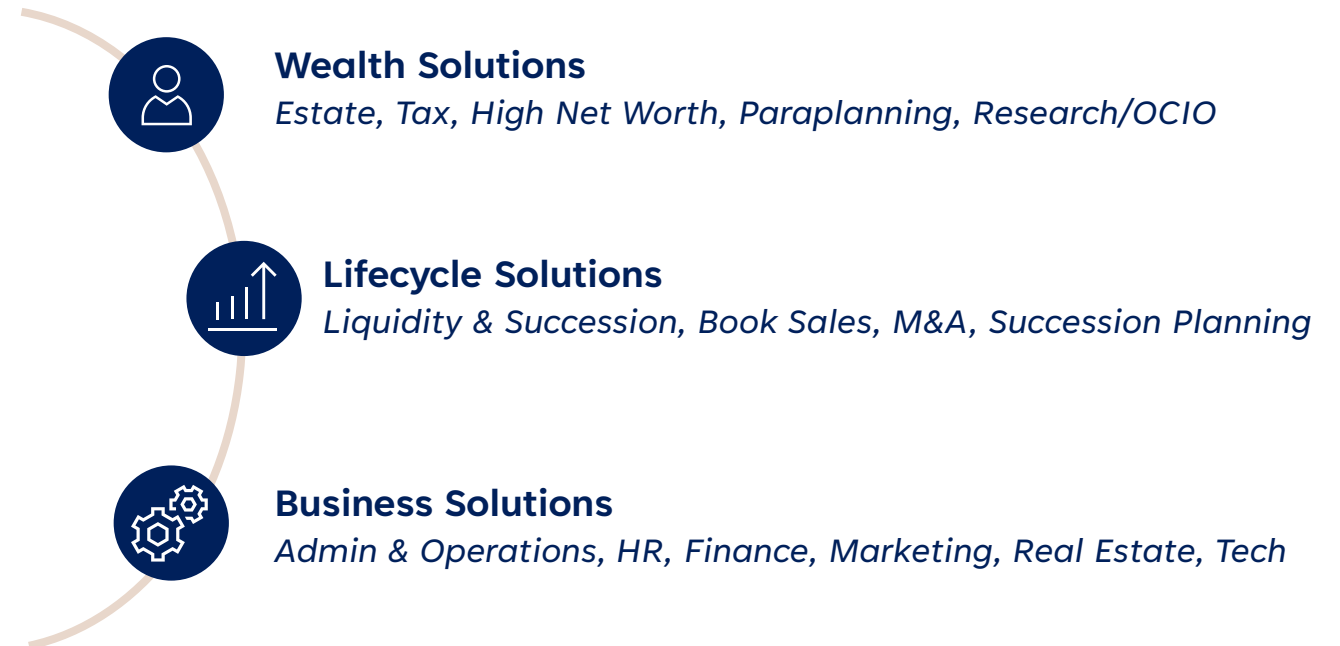 Wealth Solutions
Estate, Tax, High Net Worth, Paraplanning, Research/OCIO
Lifecycle Solutions
Liquidity & Succession, Book Sales, M&A, Succession Planning
Business Solutions
Admin & Operations, HR, Finance, Marketing, Real Estate, Tech